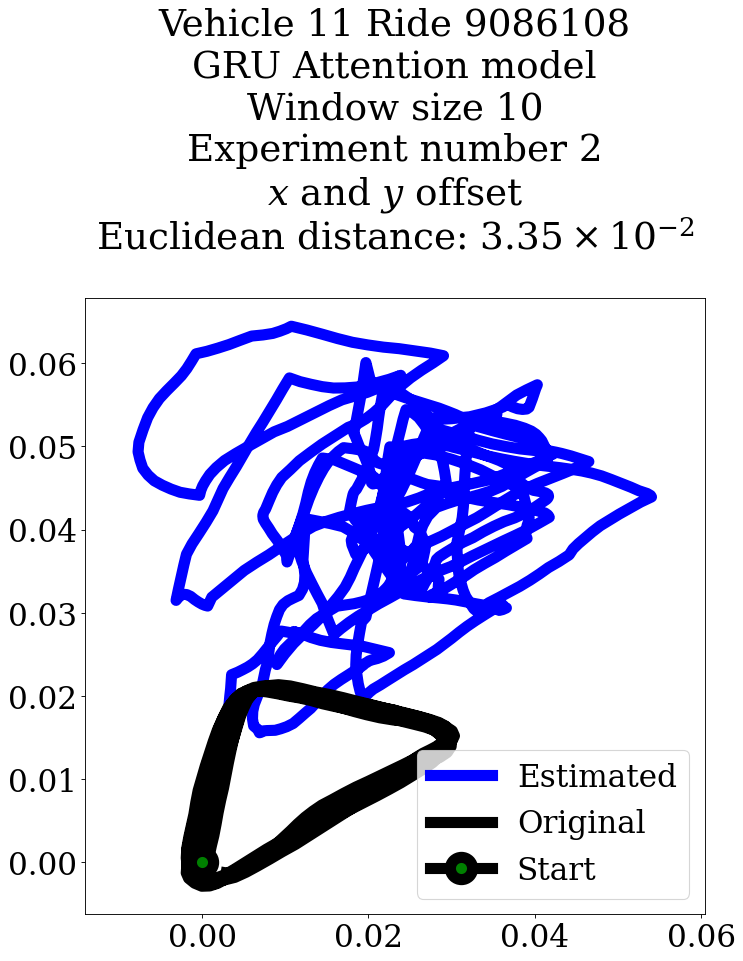 Vehicle 11 Ride 9086108
GRU Attention model
Window size 10
Experiment number 2
x and y offset
Euclidean distance: 3.35 × 10⁻²
0.06
0.05
0.04
0.03
0.02
0.01
0.00
Estimated
Original
Start
0.00 0.02 0.04 0.06